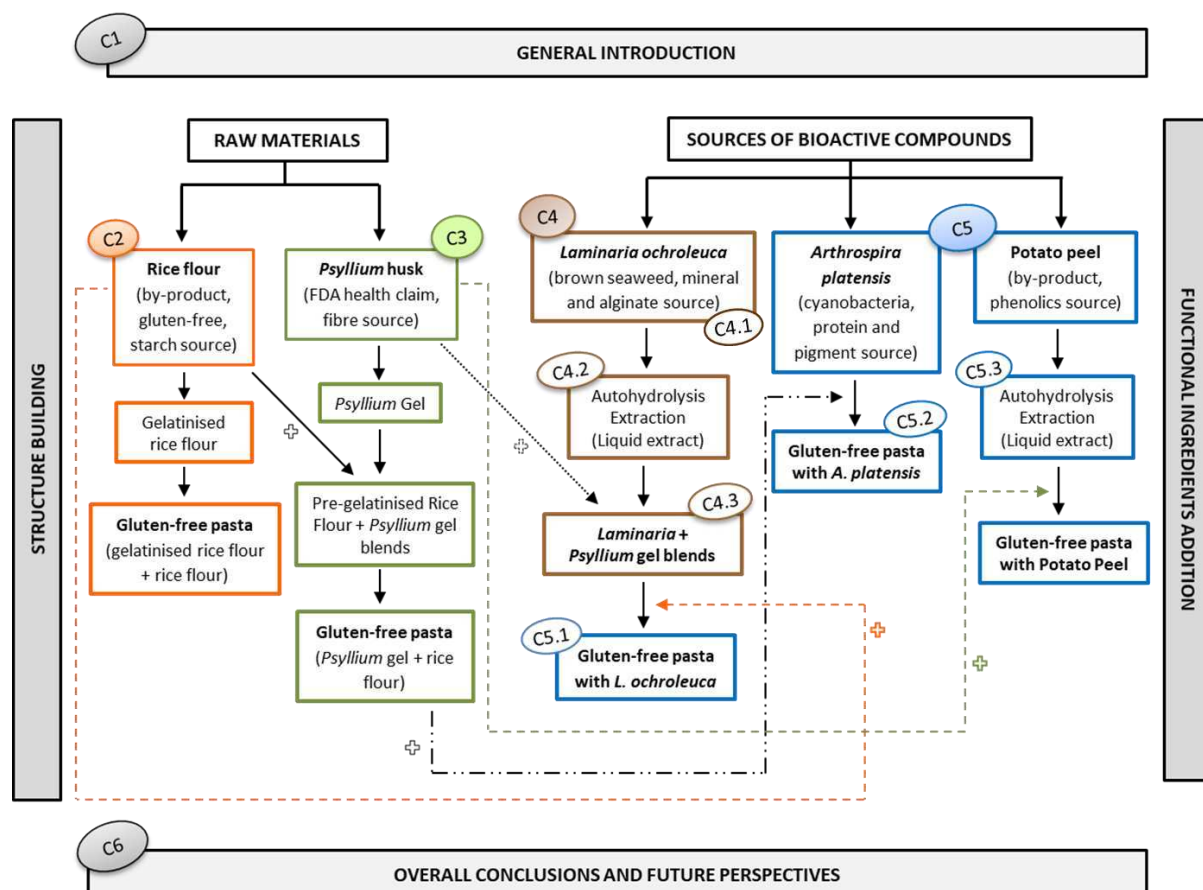 C1
GENERAL INTRODUCTION
STRUCTURE BUILDING
RAW MATERIALS
C2
Rice flour
(by-product,
gluten-free,
starch source)
Gelatinised
rice flour
Gluten-free pasta
(gelatinised rice flour
+ rice flour)
C3
Psyllium husk
(FDA health claim,
fibre source)
Psyllium Gel
Pre-gelatinised Rice
Flour + Psyllium gel
blends
Gluten-free pasta
(Psyllium gel + rice
flour)
SOURCES OF BIOACTIVE COMPOUNDS
C4
Laminaria ochroleuca
(brown seaweed, mineral
and alginate source)
C4.1
C4.2
Autohydrolysis
Extraction
(Liquid extract)
C4.3
Laminaria +
Psyllium gel blends
C5.1
Gluten-free pasta
with L. ochroleuca
C5
Arthrospira
platensis
(cyanobacteria,
protein and
pigment source)
C5.2
Gluten-free pasta
with A. platensis
Potato peel
(by-product,
phenolics source)
C5.3
Autohydrolysis
Extraction
(Liquid extract)
Gluten-free pasta
with Potato Peel
FUNCTIONAL INGREDIENTS ADDITION
C6
OVERALL CONCLUSIONS AND FUTURE PERSPECTIVES